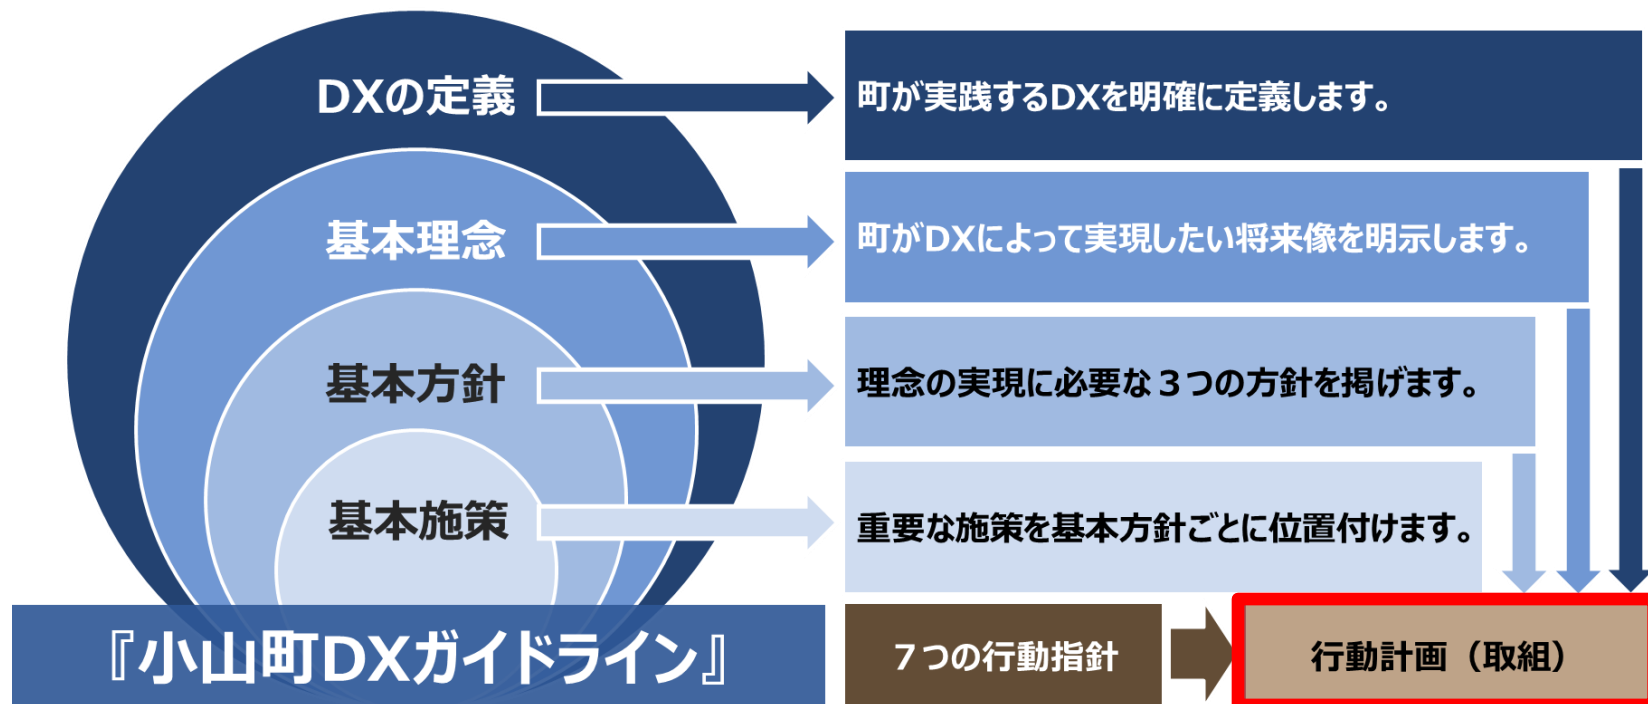 DXの定義
町が実践するDXを明確に定義します。
基本理念
町がDXによって実現したい将来像を明示します。
基本方針
理念の実現に必要な３つの方針を掲げます。
基本施策
重要な施策を基本方針ごとに位置付けます。
『小山町DXガイドライン』
７つの行動指針
行動計画（取組）